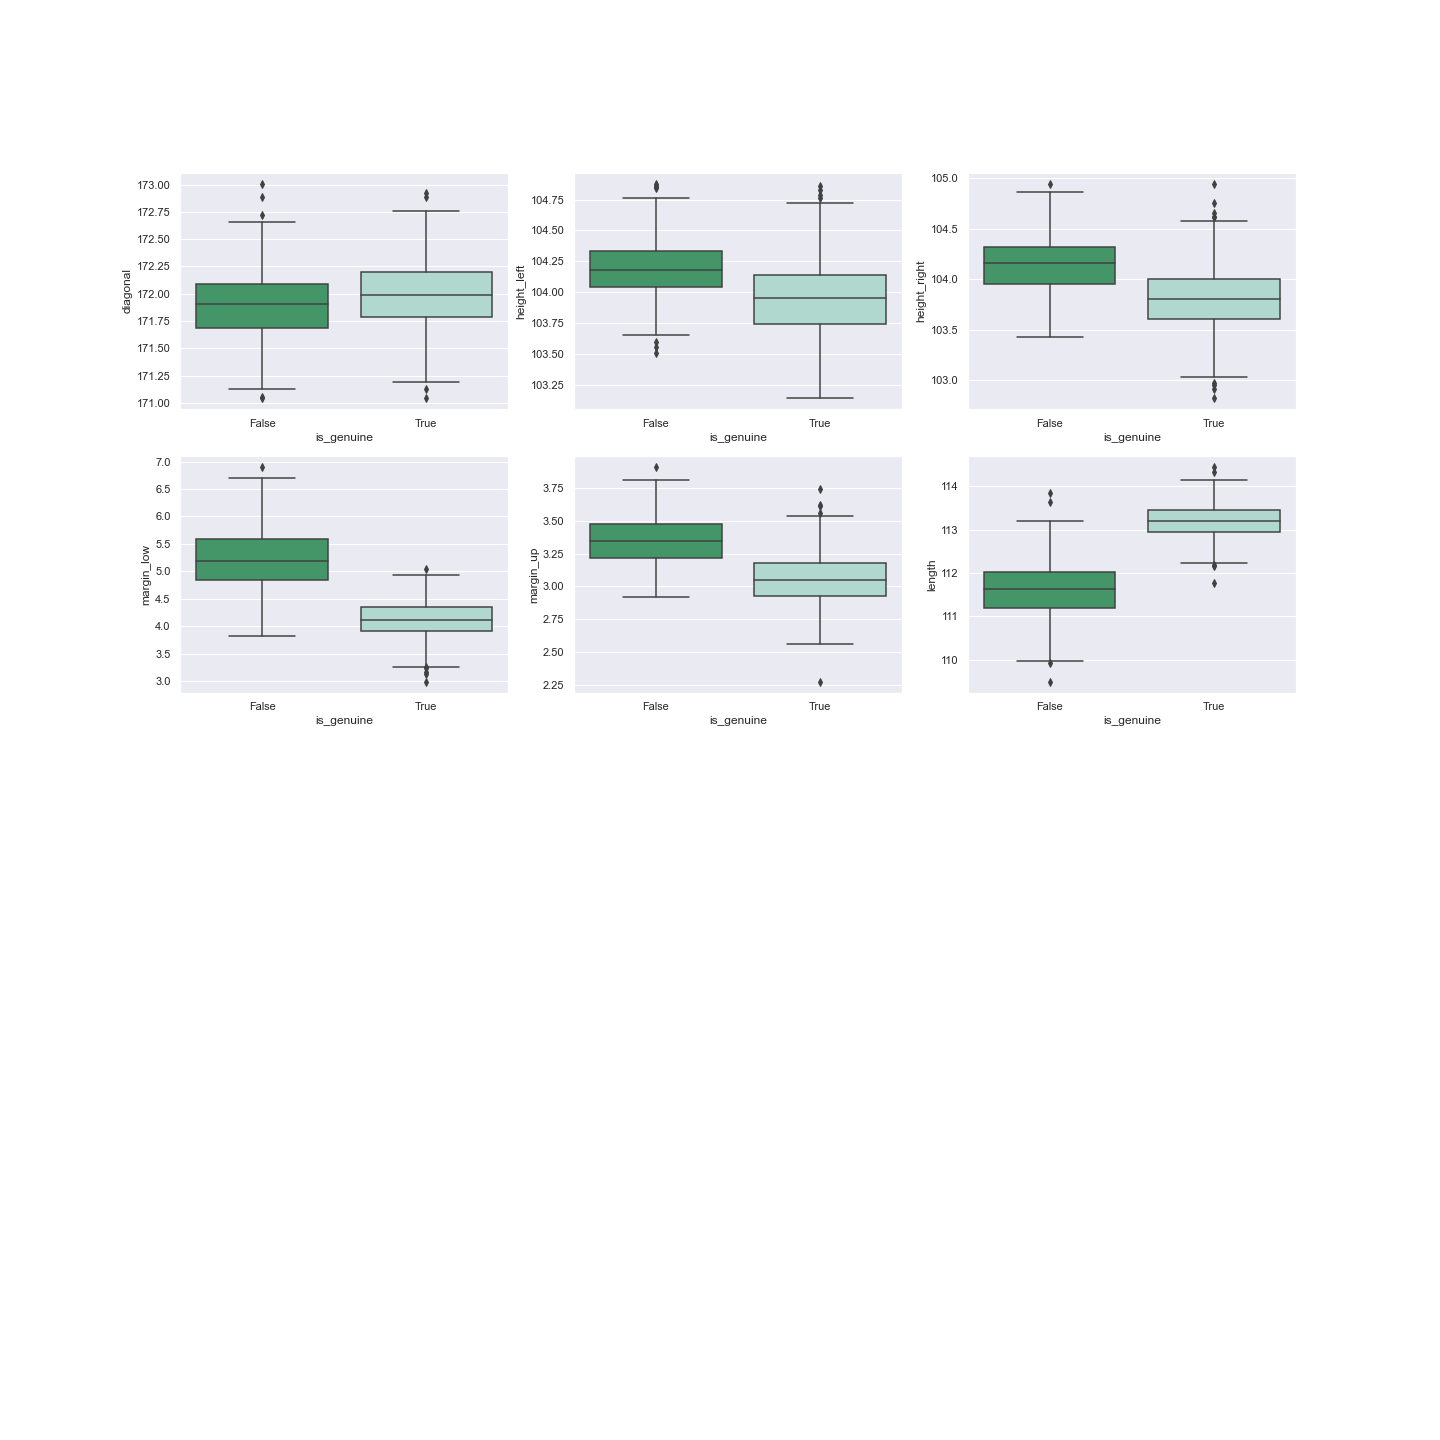 diagonal
173.00
172.75
172.50
172.25
172.00
171.75
171.50
171.25
171.00
False True
is_genuine
height_left
104.75
104.50
104.25
104.00
103.75
103.50
103.25
False True
is_genuine
height_right
105.0
104.5
104.0
103.5
103.0
False True
is_genuine
margin_low
7.0
6.5
6.0
5.5
5.0
4.5
4.0
3.5
3.0
False True
is_genuine
margin_up
3.75
3.50
3.25
3.00
2.75
2.50
2.25
False True
is_genuine
length
114
113
112
111
110
False True
is_genuine